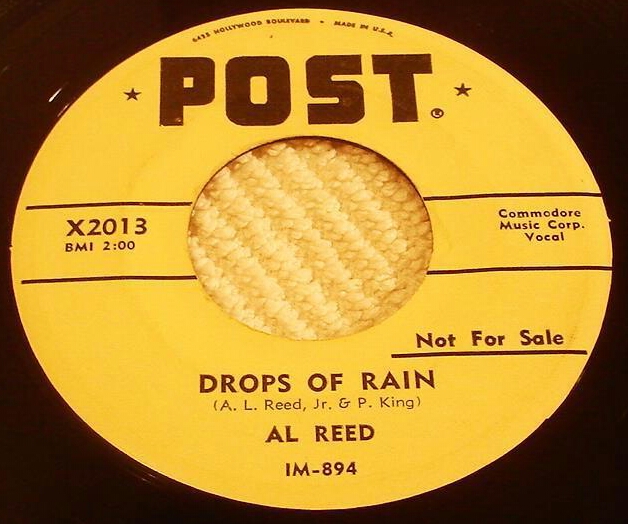 6425 HOLLYWOOD BOULEVARD • MADE IN U.S.A.
★ POST ® ★
X2013
BMI 2:00
Commodore
Music Corp.
Vocal
Not For Sale
DROPS OF RAIN
(A. L. Reed, Jr. & P. King)
AL REED
IM-894